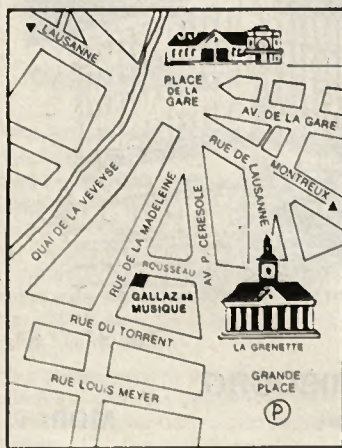 LAUSANNE
PLACE
DE LA
GARE
AV. DE LA GARE
RUE DE LAUSANNE
MONTREUX
QUAI DE LA VEVEYSE
RUE DE LA MADELEINE
AV. P. CERESOLE
ROUSSEAU
GALLAZ SA
MUSIQUE
RUE DU TORRENT
LA GRENETTE
RUE LOUIS MEYER
GRANDE
PLACE
P